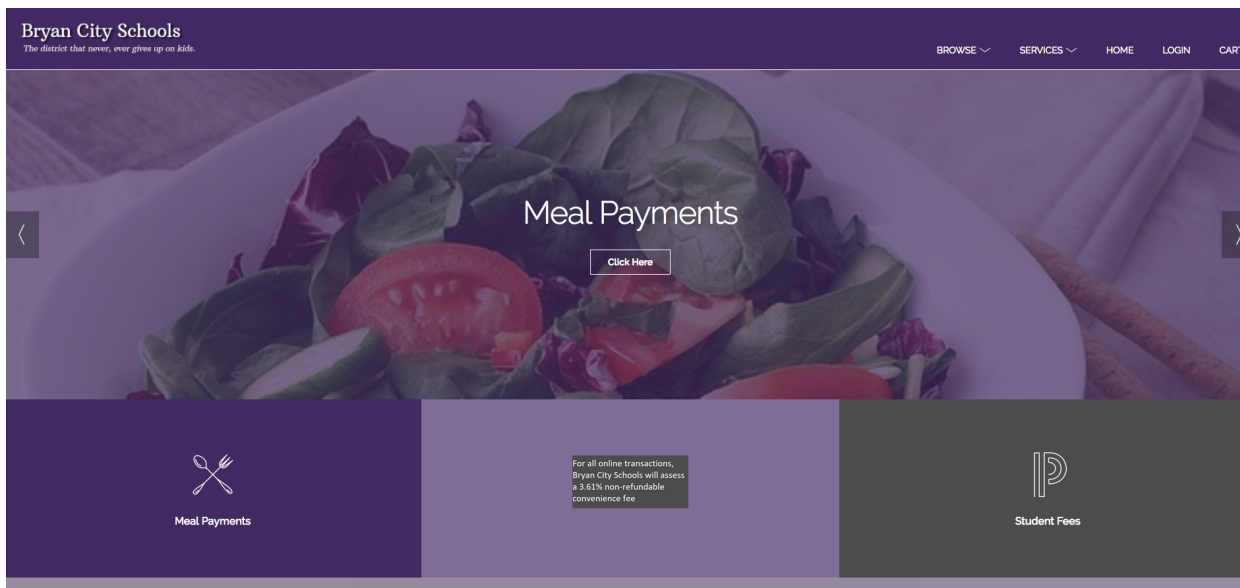 Bryan City Schools
The district that never, ever gives up on kids.
BROWSE
SERVICES
HOME
LOGIN
CART
Meal Payments
Click Here
Meal Payments
For all online transactions,
Bryan City Schools will assess
a 3.61% non-refundable
convenience fee
Student Fees